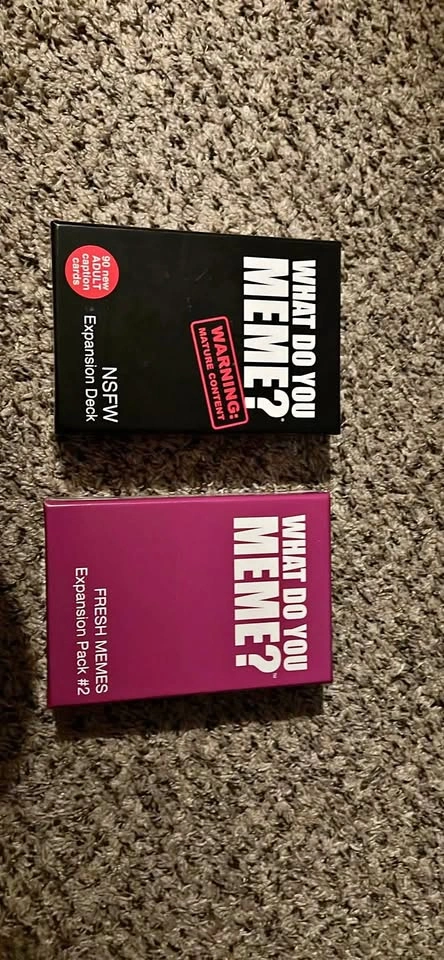 WHAT DO YOU
MEME?®
WARNING:
MATURE CONTENT
90 new
ADULT
caption
cards
NSFW
Expansion Deck
WHAT DO YOU
MEME?™
FRESH MEMES
Expansion Pack #2